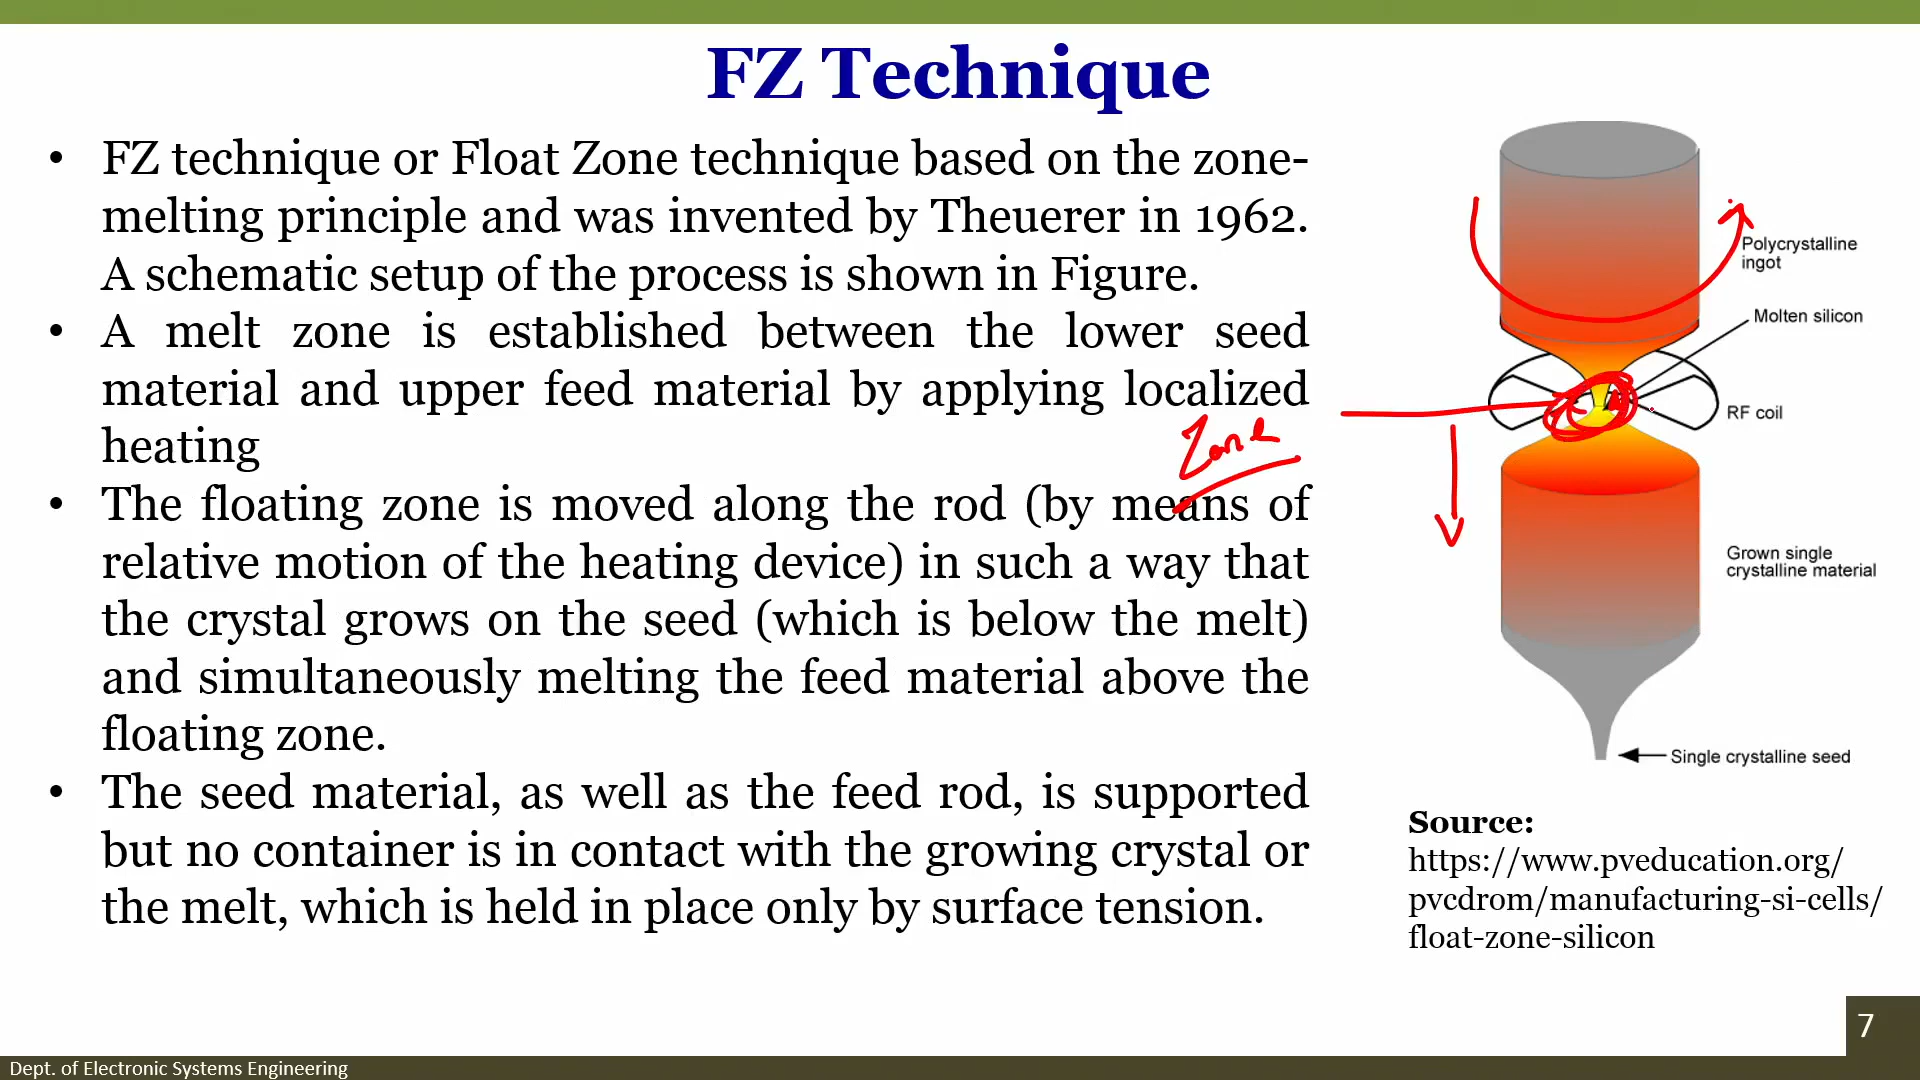 FZ Technique
• FZ technique or Float Zone technique based on the zone-
melting principle and was invented by Theuerer in 1962.
A schematic setup of the process is shown in Figure.
• A melt zone is established between the lower seed
material and upper feed material by applying localized
heating
Zone
• The floating zone is moved along the rod (by means of
relative motion of the heating device) in such a way that
the crystal grows on the seed (which is below the melt)
and simultaneously melting the feed material above the
floating zone.
• The seed material, as well as the feed rod, is supported
but no container is in contact with the growing crystal or
the melt, which is held in place only by surface tension.
Polycrystalline
ingot
Molten silicon
RF coil
Grown single
crystalline material
Single crystalline seed
Source:
https://www.pveducation.org/
pvcdrom/manufacturing-si-cells/
float-zone-silicon
7
Dept. of Electronic Systems Engineering